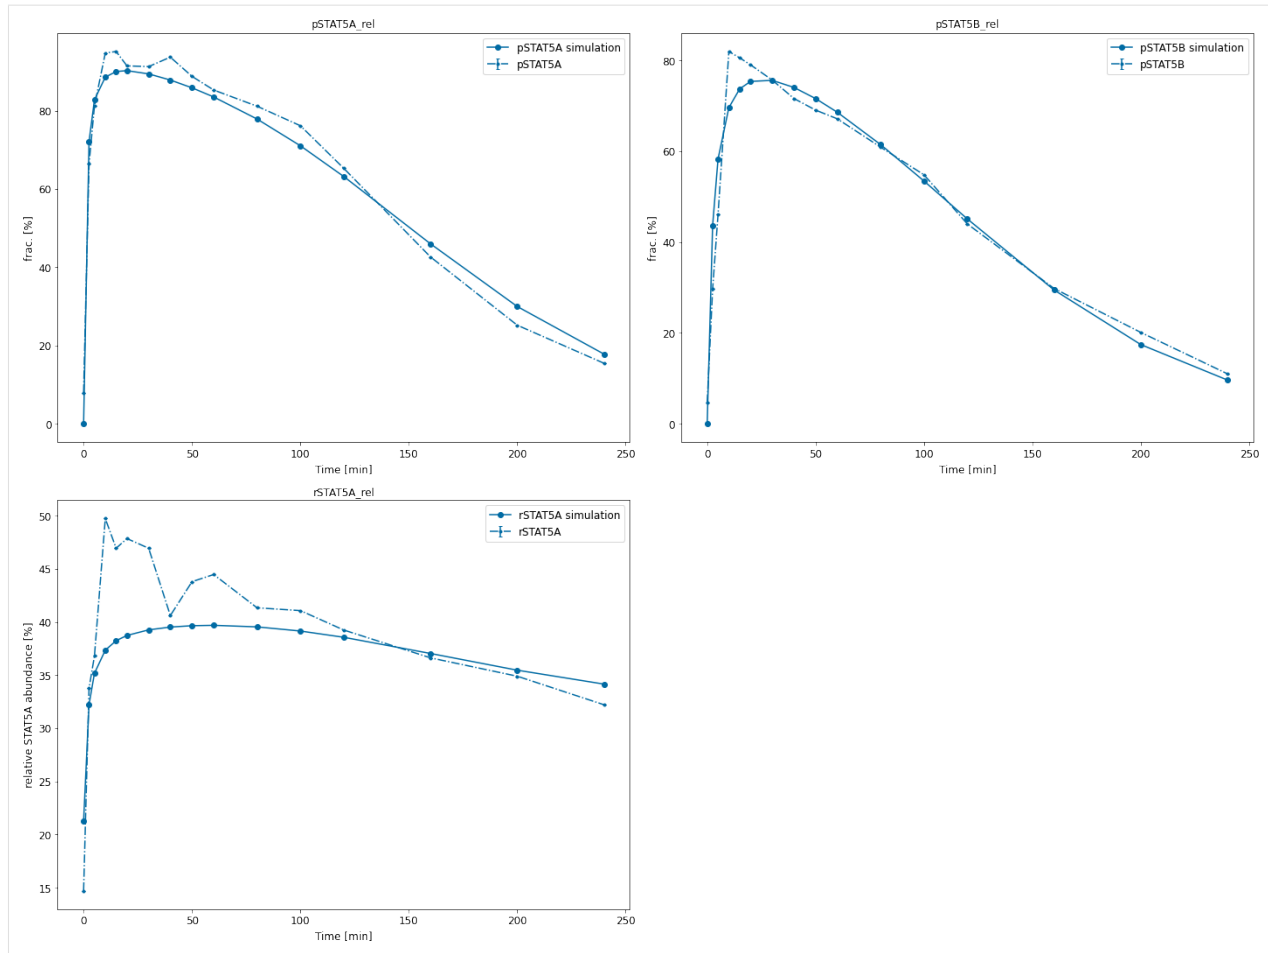 pSTAT5A_rel
pSTAT5A simulation
pSTAT5A
frac. [%]
80
60
40
20
0
0 50 100 150 200 250
Time [min]
pSTAT5B_rel
pSTAT5B simulation
pSTAT5B
frac. [%]
80
60
40
20
0
0 50 100 150 200 250
Time [min]
rSTAT5A_rel
rSTAT5A simulation
rSTAT5A
relative STAT5A abundance [%]
50
45
40
35
30
25
20
15
0 50 100 150 200 250
Time [min]